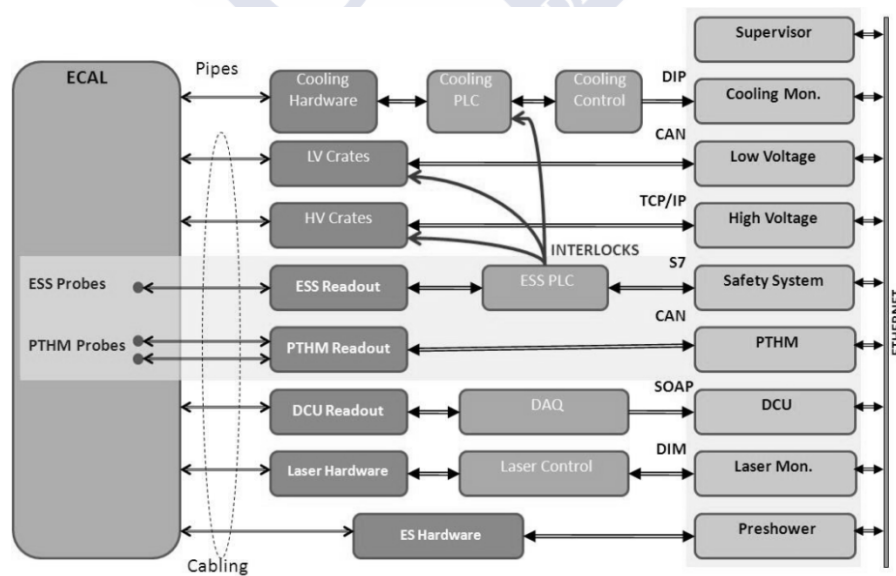 Supervisor
ECAL
Pipes
Cooling
Hardware
Cooling
PLC
Cooling
Control
DIP
Cooling Mon.
CAN
LV Crates
Low Voltage
TCP/IP
HV Crates
High Voltage
INTERLOCKS
S7
ESS Probes
ESS Readout
ESS PLC
Safety System
CAN
PTHM Probes
PTHM Readout
PTHM
SOAP
DCU Readout
DAQ
DCU
DIM
Laser Hardware
Laser Control
Laser Mon.
ES Hardware
Preshower
Cabling
ETHERNET